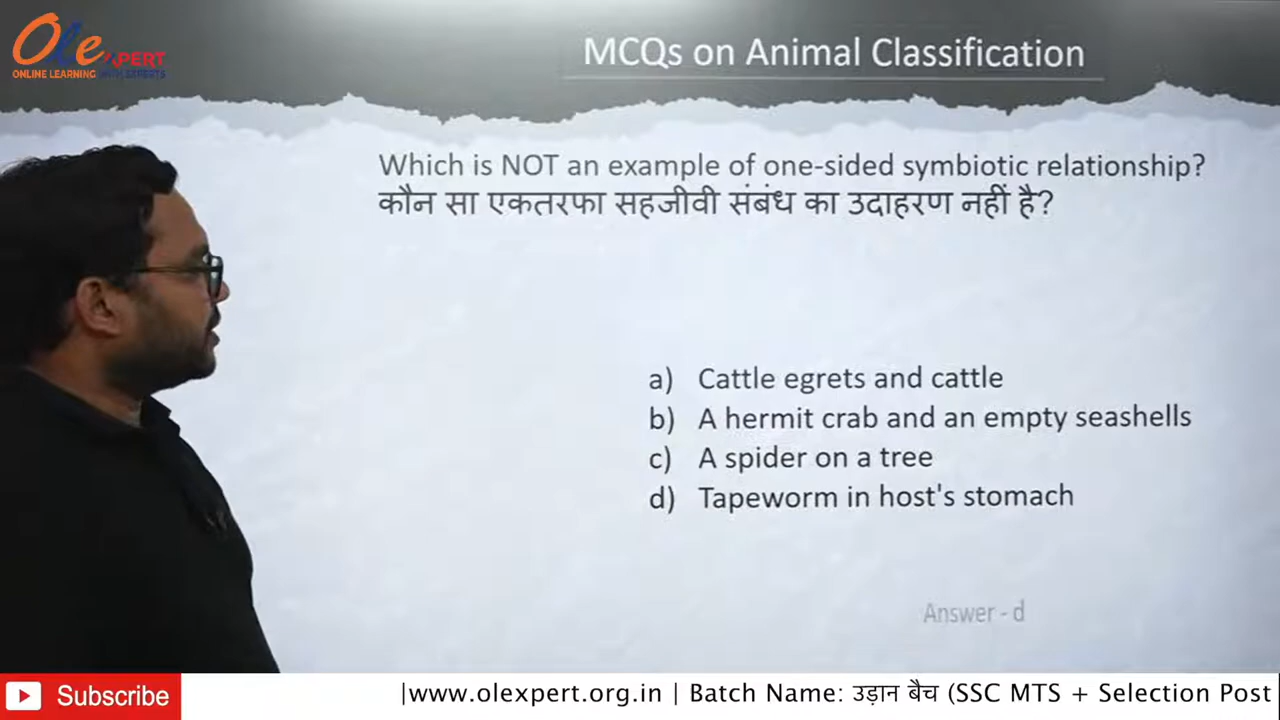 Ole XPERT
ONLINE LEARNING WITH EXPERTS
MCQs on Animal Classification
Which is NOT an example of one-sided symbiotic relationship?
कौन सा एकतरफा सहजीवी संबंध का उदाहरण नहीं है?
a) Cattle egrets and cattle
b) A hermit crab and an empty seashells
c) A spider on a tree
d) Tapeworm in host's stomach
Answer - d
Subscribe
|www.olexpert.org.in | Batch Name: उड़ान बैच (SSC MTS + Selection Post